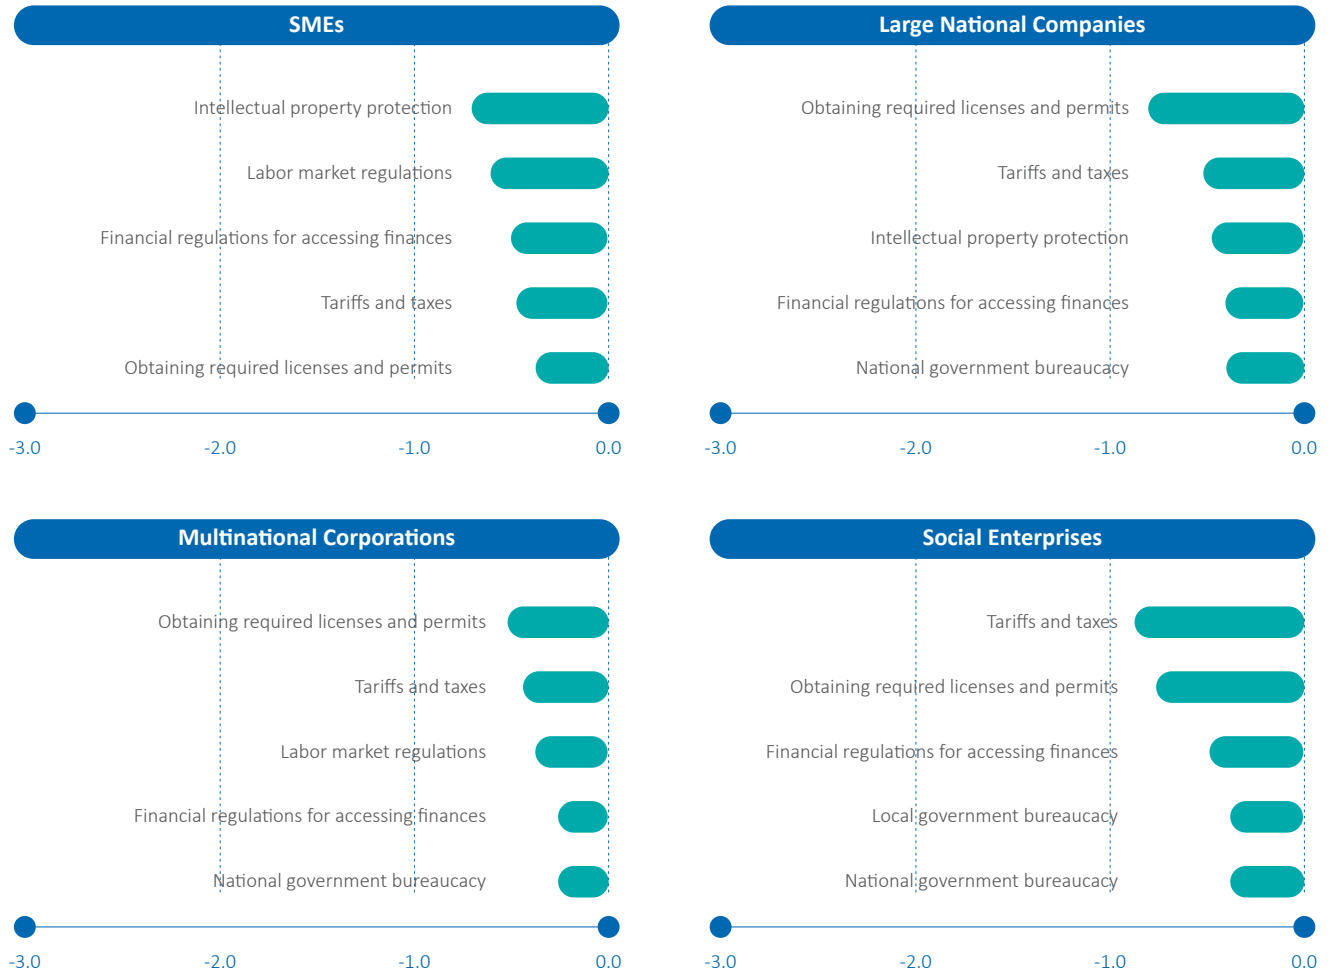 SMEs
Intellectual property protection
Labor market regulations
Financial regulations for accessing finances
Tariffs and taxes
Obtaining required licenses and permits
-3.0 -2.0 -1.0 0.0
Large National Companies
Obtaining required licenses and permits
Tariffs and taxes
Intellectual property protection
Financial regulations for accessing finances
National government bureaucracy
-3.0 -2.0 -1.0 0.0
Multinational Corporations
Obtaining required licenses and permits
Tariffs and taxes
Labor market regulations
Financial regulations for accessing finances
National government bureaucracy
-3.0 -2.0 -1.0 0.0
Social Enterprises
Tariffs and taxes
Obtaining required licenses and permits
Financial regulations for accessing finances
Local government bureaucacy
National government bureaucacy
-3.0 -2.0 -1.0 0.0